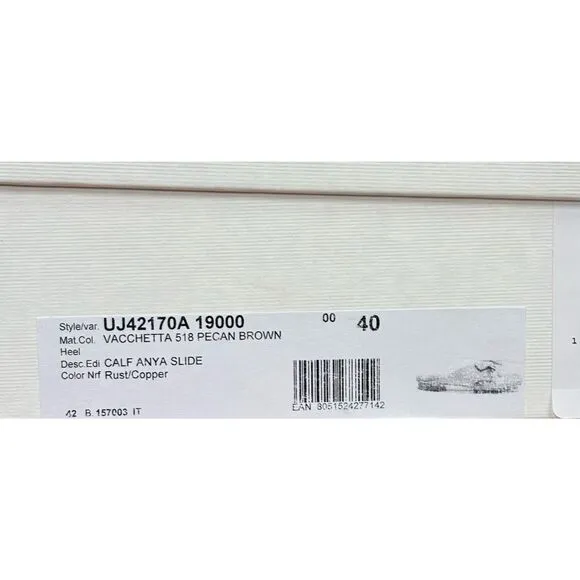 Style/var. UJ42170A 19000 00 40
Mat.Col. VACCHETTA 518 PECAN BROWN
Heel
Desc.Edi CALF ANYA SLIDE
Color Nrf Rust/Copper
EAN 8051524277142
42 B. 157003 IT
1